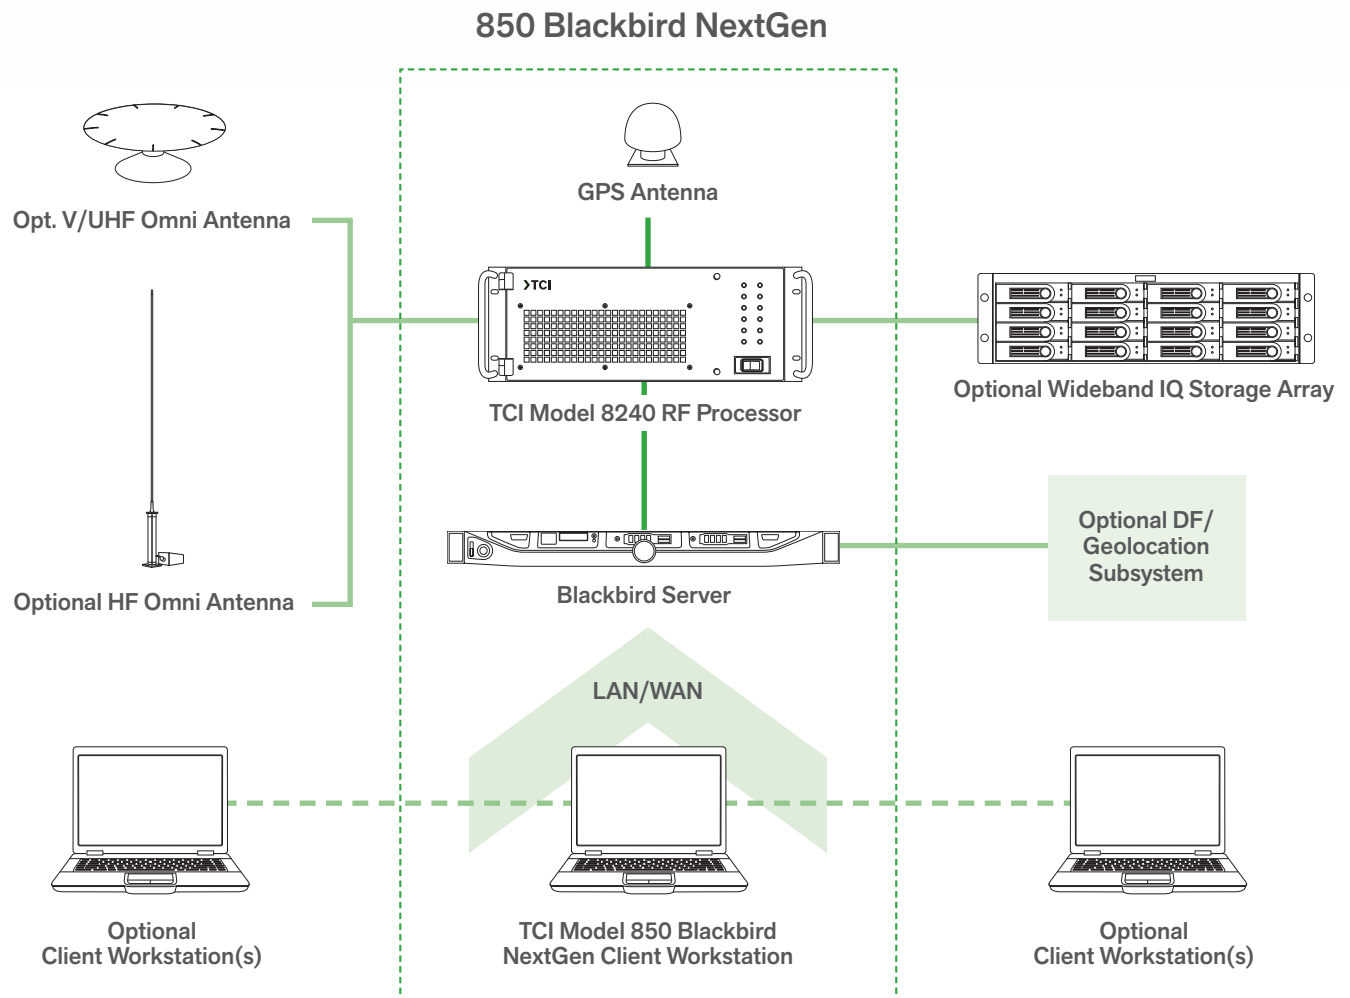 850 Blackbird NextGen
GPS Antenna
Opt. V/UHF Omni Antenna
TCI
TCI Model 8240 RF Processor
Optional Wideband IQ Storage Array
Optional DF/
Geolocation
Subsystem
Optional HF Omni Antenna
Blackbird Server
LAN/WAN
Optional
Client Workstation(s)
TCI Model 850 Blackbird
NextGen Client Workstation
Optional
Client Workstation(s)